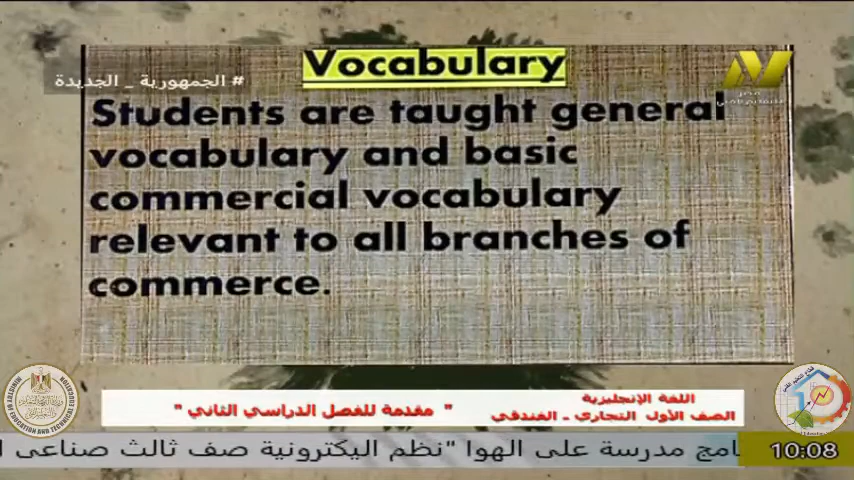 Vocabulary
# الجمهورية _ الجديدة
Students are taught general
vocabulary and basic
commercial vocabulary
relevant to all branches of
commerce.
اللغة الإنجليزية
الصف الأول التجاري - الفندقي
" مقدمة للفصل الدراسي الثاني "
مدرسة على الهوا "نظم اليكترونية صف ثالث صناعى
10:08